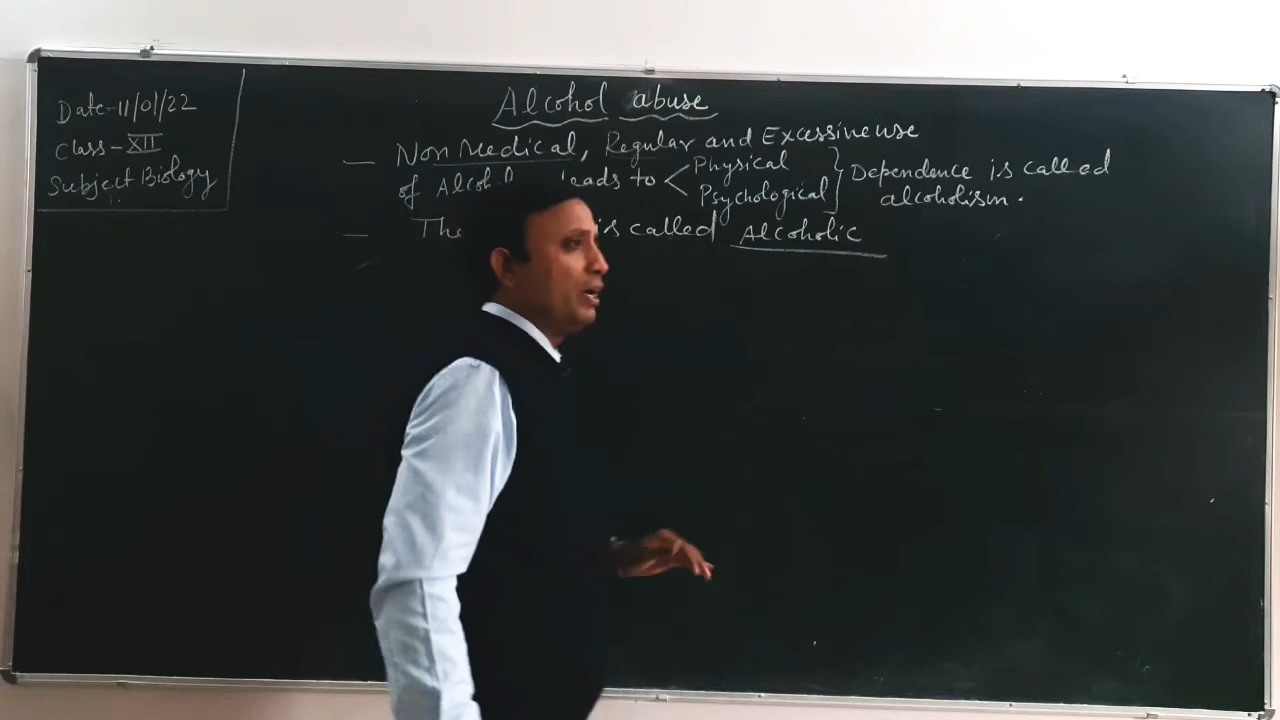 Date-11/01/22
Class-XII
Subject Biology
Alcohol abuse
— Non Medical, Regular and Excessive use
of Alcohol leads to < Physical
Psychological } Dependence is called
alcoholism.
— The is called Alcoholic